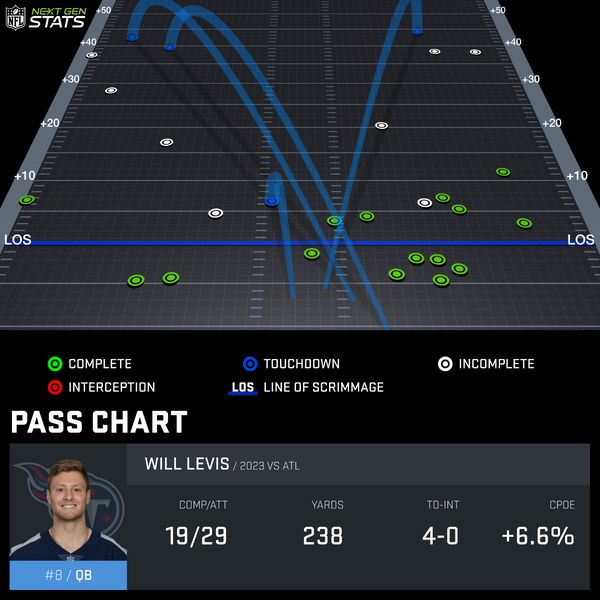 NFL NEXT GEN STATS
+50 +50
+40 +40
+30 +30
+20 +20
+10 +10
LOS LOS
COMPLETE TOUCHDOWN INCOMPLETE
INTERCEPTION LOS LINE OF SCRIMMAGE
PASS CHART
WILL LEVIS / 2023 VS ATL
COMP/ATT YARDS TD-INT CPOE
19/29 238 4-0 +6.6%
#8 / QB